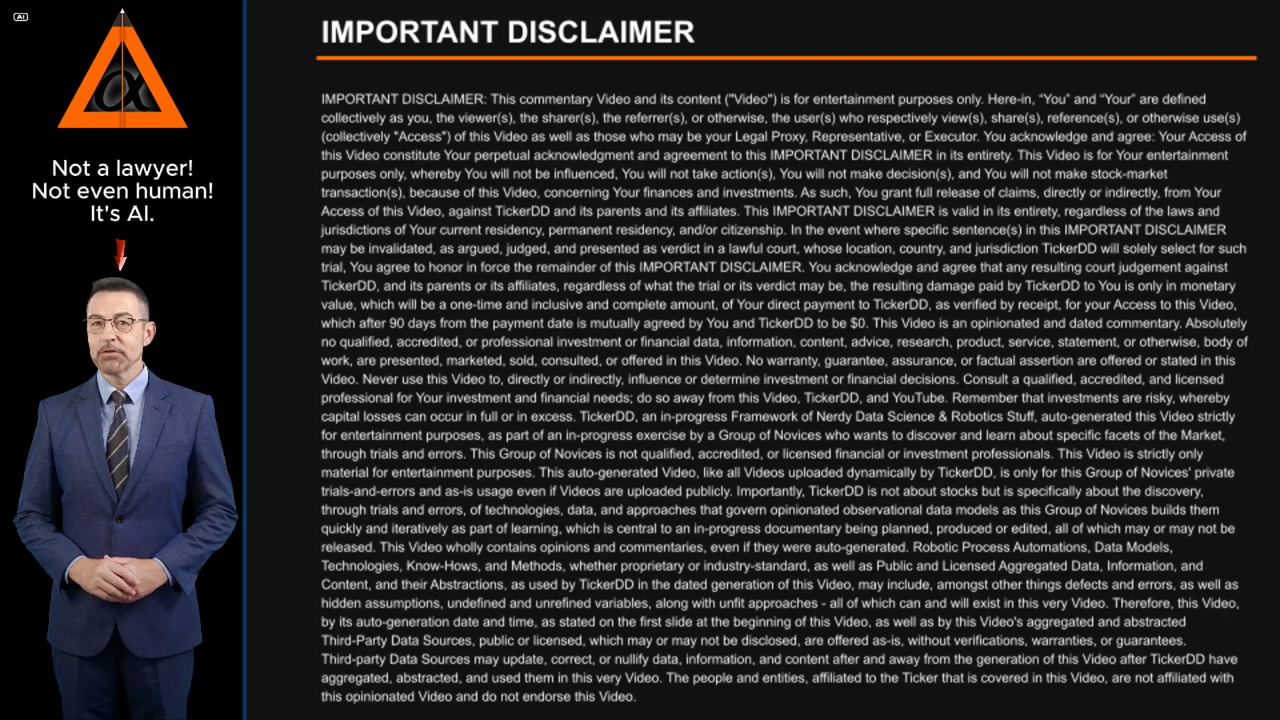 AI
α
Not a lawyer!
Not even human!
It's AI.
IMPORTANT DISCLAIMER
IMPORTANT DISCLAIMER: This commentary Video and its content ("Video") is for entertainment purposes only. Here-in, “You” and “Your” are defined
collectively as you, the viewer(s), the sharer(s), the referrer(s), or otherwise, the user(s) who respectively view(s), share(s), reference(s), or otherwise use(s)
(collectively "Access") of this Video as well as those who may be your Legal Proxy, Representative, or Executor. You acknowledge and agree: Your Access of
this Video constitute Your perpetual acknowledgment and agreement to this IMPORTANT DISCLAIMER in its entirety. This Video is for Your entertainment
purposes only, whereby You will not be influenced, You will not take action(s), You will not make decision(s), and You will not make stock-market
transaction(s), because of this Video, concerning Your finances and investments. As such, You grant full release of claims, directly or indirectly, from Your
Access of this Video, against TickerDD and its parents and its affiliates. This IMPORTANT DISCLAIMER is valid in its entirety, regardless of the laws and
jurisdictions of Your current residency, permanent residency, and/or citizenship. In the event where specific sentence(s) in this IMPORTANT DISCLAIMER
may be invalidated, as argued, judged, and presented as verdict in a lawful court, whose location, country, and jurisdiction TickerDD will solely select for such
trial, You agree to honor in force the remainder of this IMPORTANT DISCLAIMER. You acknowledge and agree that any resulting court judgement against
TickerDD, and its parents or its affiliates, regardless of what the trial or its verdict may be, the resulting damage paid by TickerDD to You is only in monetary
value, which will be a one-time and inclusive and complete amount, of Your direct payment to TickerDD, as verified by receipt, for your Access to this Video,
which after 90 days from the payment date is mutually agreed by You and TickerDD to be $0. This Video is an opinionated and dated commentary. Absolutely
no qualified, accredited, or professional investment or financial data, information, content, advice, research, product, service, statement, or otherwise, body of
work, are presented, marketed, sold, consulted, or offered in this Video. No warranty, guarantee, assurance, or factual assertion are offered or stated in this
Video. Never use this Video to, directly or indirectly, influence or determine investment or financial decisions. Consult a qualified, accredited, and licensed
professional for Your investment and financial needs; do so away from this Video, TickerDD, and YouTube. Remember that investments are risky, whereby
capital losses can occur in full or in excess. TickerDD, an in-progress Framework of Nerdy Data Science & Robotics Stuff, auto-generated this Video strictly
for entertainment purposes, as part of an in-progress exercise by a Group of Novices who wants to discover and learn about specific facets of the Market,
through trials and errors. This Group of Novices is not qualified, accredited, or licensed financial or investment professionals. This Video is strictly only
material for entertainment purposes. This auto-generated Video, like all Videos uploaded dynamically by TickerDD, is only for this Group of Novices' private
trials-and-errors and as-is usage even if Videos are uploaded publicly. Importantly, TickerDD is not about stocks but is specifically about the discovery,
through trials and errors, of technologies, data, and approaches that govern opinionated observational data models as this Group of Novices builds them
quickly and iteratively as part of learning, which is central to an in-progress documentary being planned, produced or edited, all of which may or may not be
released. This Video wholly contains opinions and commentaries, even if they were auto-generated. Robotic Process Automations, Data Models,
Technologies, Know-Hows, and Methods, whether proprietary or industry-standard, as well as Public and Licensed Aggregated Data, Information, and
Content, and their Abstractions, as used by TickerDD in the dated generation of this Video, may include, amongst other things defects and errors, as well as
hidden assumptions, undefined and unrefined variables, along with unfit approaches - all of which can and will exist in this very Video. Therefore, this Video,
by its auto-generation date and time, as stated on the first slide at the beginning of this Video, as well as by this Video's aggregated and abstracted
Third-Party Data Sources, public or licensed, which may or may not be disclosed, are offered as-is, without verifications, warranties, or guarantees.
Third-party Data Sources may update, correct, or nullify data, information, and content after and away from the generation of this Video after TickerDD have
aggregated, abstracted, and used them in this very Video. The people and entities, affiliated to the Ticker that is covered in this Video, are not affiliated with
this opinionated Video and do not endorse this Video.